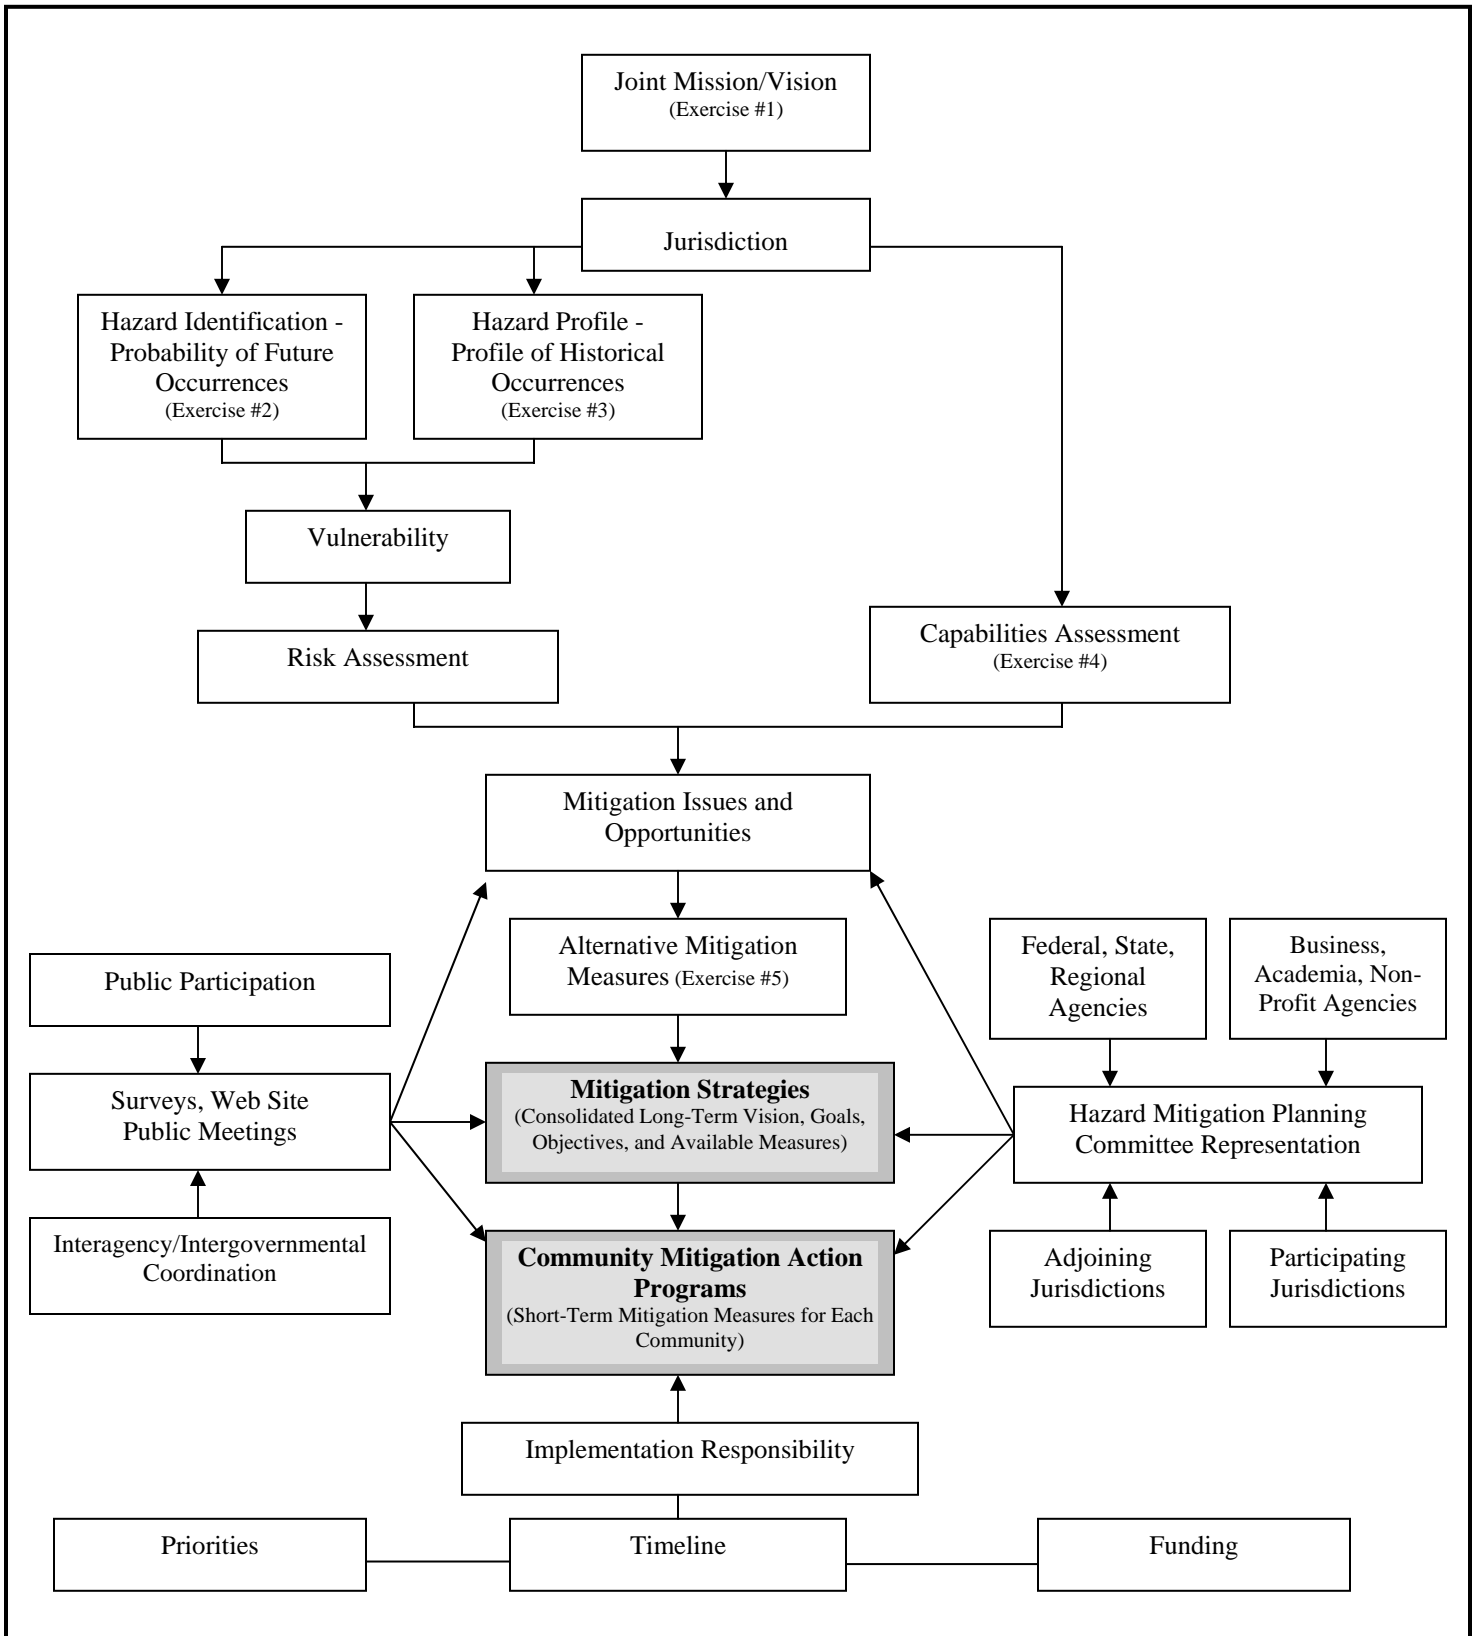 Joint Mission/Vision
(Exercise #1)
Jurisdiction
Hazard Identification -
Probability of Future
Occurrences
(Exercise #2)
Hazard Profile -
Profile of Historical
Occurrences
(Exercise #3)
Vulnerability
Risk Assessment
Capabilities Assessment
(Exercise #4)
Mitigation Issues and
Opportunities
Alternative Mitigation
Measures (Exercise #5)
Public Participation
Surveys, Web Site
Public Meetings
Interagency/Intergovernmental
Coordination
Federal, State,
Regional
Agencies
Business,
Academia, Non-
Profit Agencies
Mitigation Strategies
(Consolidated Long-Term Vision, Goals,
Objectives, and Available Measures)
Hazard Mitigation Planning
Committee Representation
Community Mitigation Action
Programs
(Short-Term Mitigation Measures for Each
Community)
Adjoining
Jurisdictions
Participating
Jurisdictions
Implementation Responsibility
Priorities
Timeline
Funding